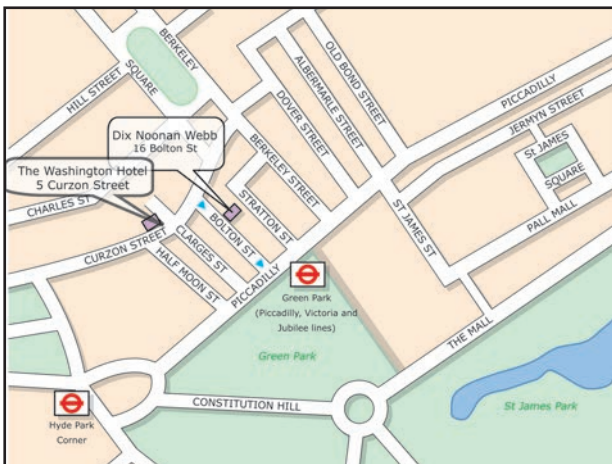 BERKELEY
SQUARE
HILL STREET
OLD BOND STREET
ALBERMARLE STREET
DOVER STREET
PICCADILLY
JERMYN STREET
Dix Noonan Webb
16 Bolton St
BERKELEY STREET
St JAMES
SQUARE
The Washington Hotel
5 Curzon Street
CHARLES ST
STRATTON ST
BOLTON ST
ST JAMES ST
PALL MALL
CURZON STREET
CLARGES ST
HALF MOON ST
PICCADILLY
Green Park
(Piccadilly, Victoria and
Jubilee lines)
THE MALL
Green Park
CONSTITUTION HILL
St James Park
Hyde Park
Corner